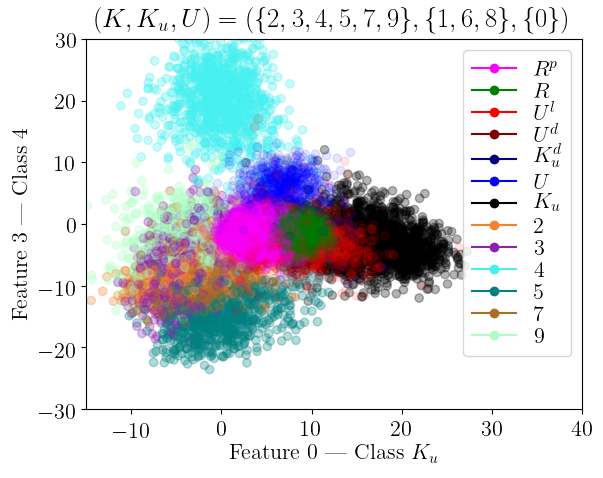 (K, K_u, U) = ({2, 3, 4, 5, 7, 9}, {1, 6, 8}, {0})
30
20
10
0
−10
−20
−30
Feature 3 — Class 4
R^p
R
U^l
U^d
K_u^d
U
K_u
2
3
4
5
7
9
−10
0
10
20
30
40
Feature 0 — Class K_u